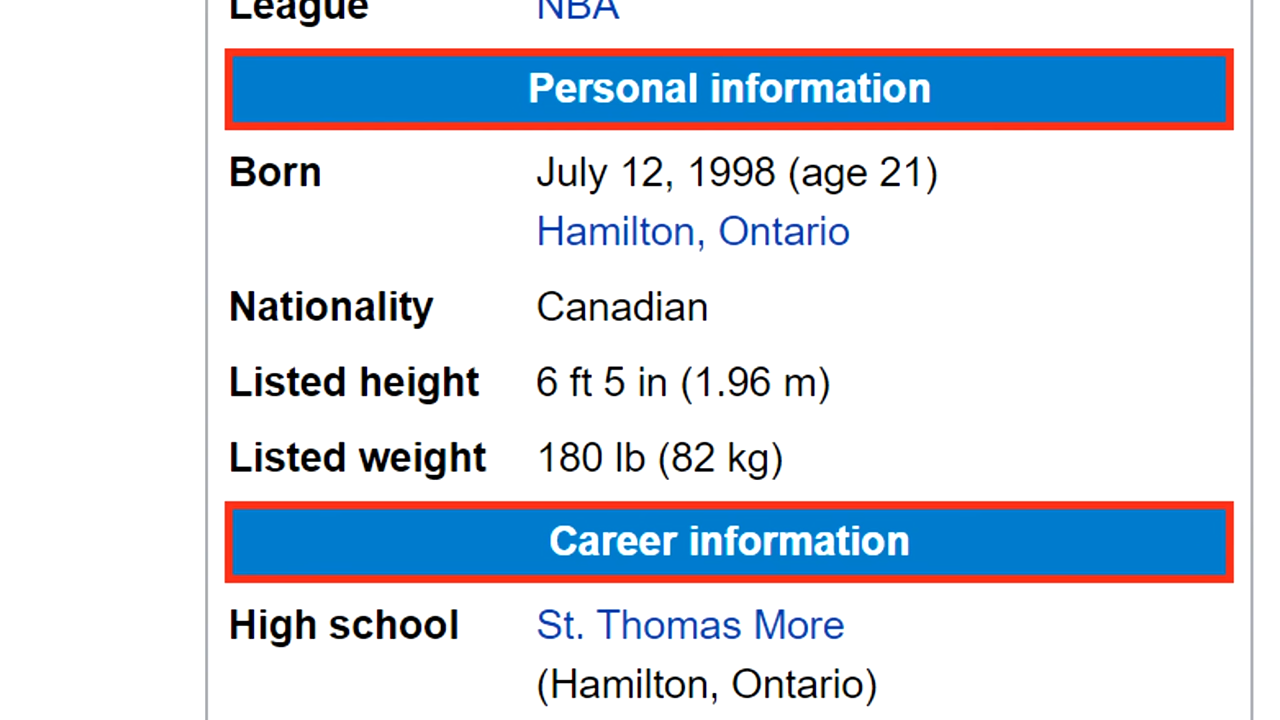 League NBA
Personal information
Born July 12, 1998 (age 21)
Hamilton, Ontario
Nationality Canadian
Listed height 6 ft 5 in (1.96 m)
Listed weight 180 lb (82 kg)
Career information
High school St. Thomas More
(Hamilton, Ontario)